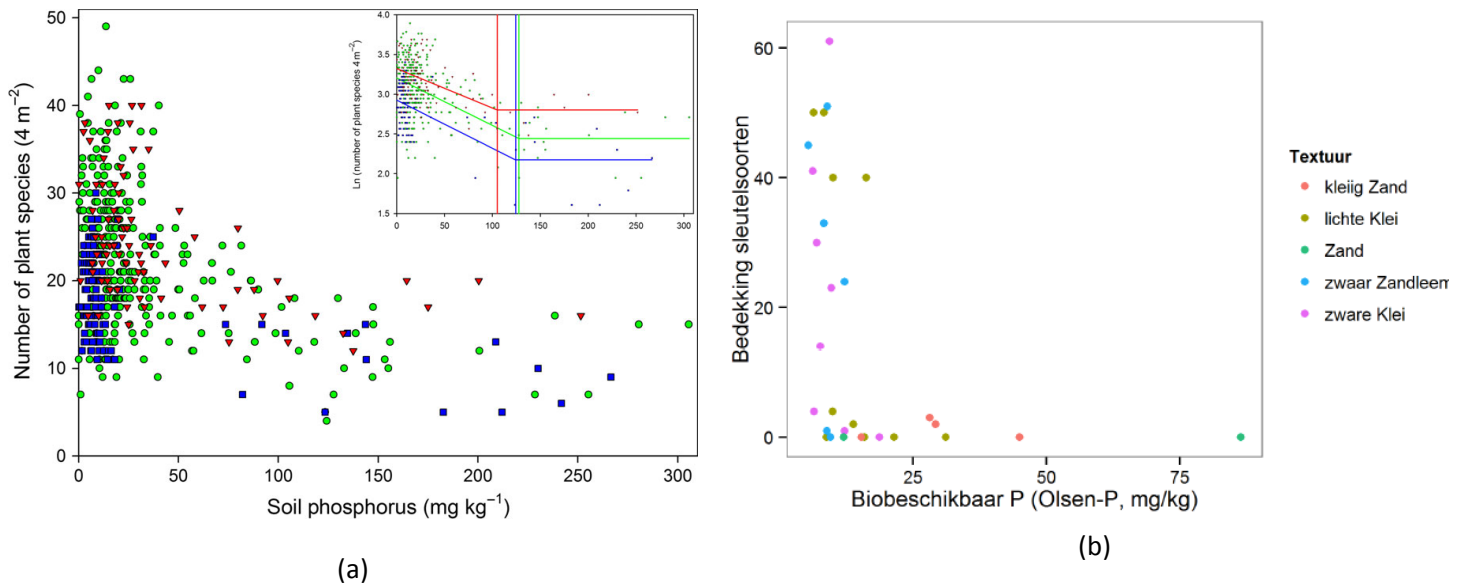 Number of plant species (4 m⁻²)
50
40
30
20
10
0
0 50 100 150 200 250 300
Soil phosphorus (mg kg⁻¹)
Ln (number of plant species 4 m⁻²)
4.0
3.5
3.0
2.5
2.0
1.5
0 50 100 150 200 250 300
(a)
Bedekking sleutelsoorten
60
40
20
0
25 50 75
Biobeschikbaar P (Olsen-P, mg/kg)
Textuur
kleiig Zand
lichte Klei
Zand
zwaar Zandleem
zware Klei
(b)